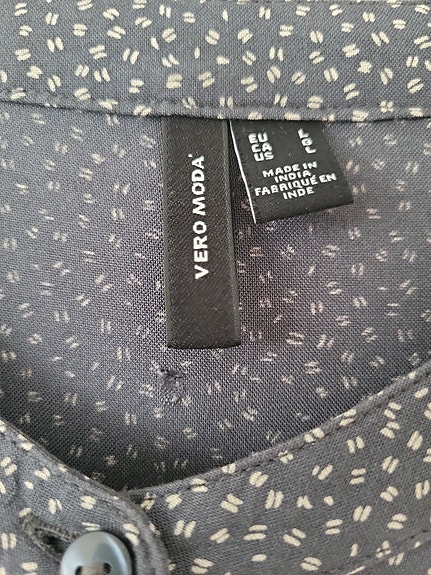 VERO MODA
EU L
CA G/L
US L
MADE IN
INDIA
FABRIQUÉ EN
INDE